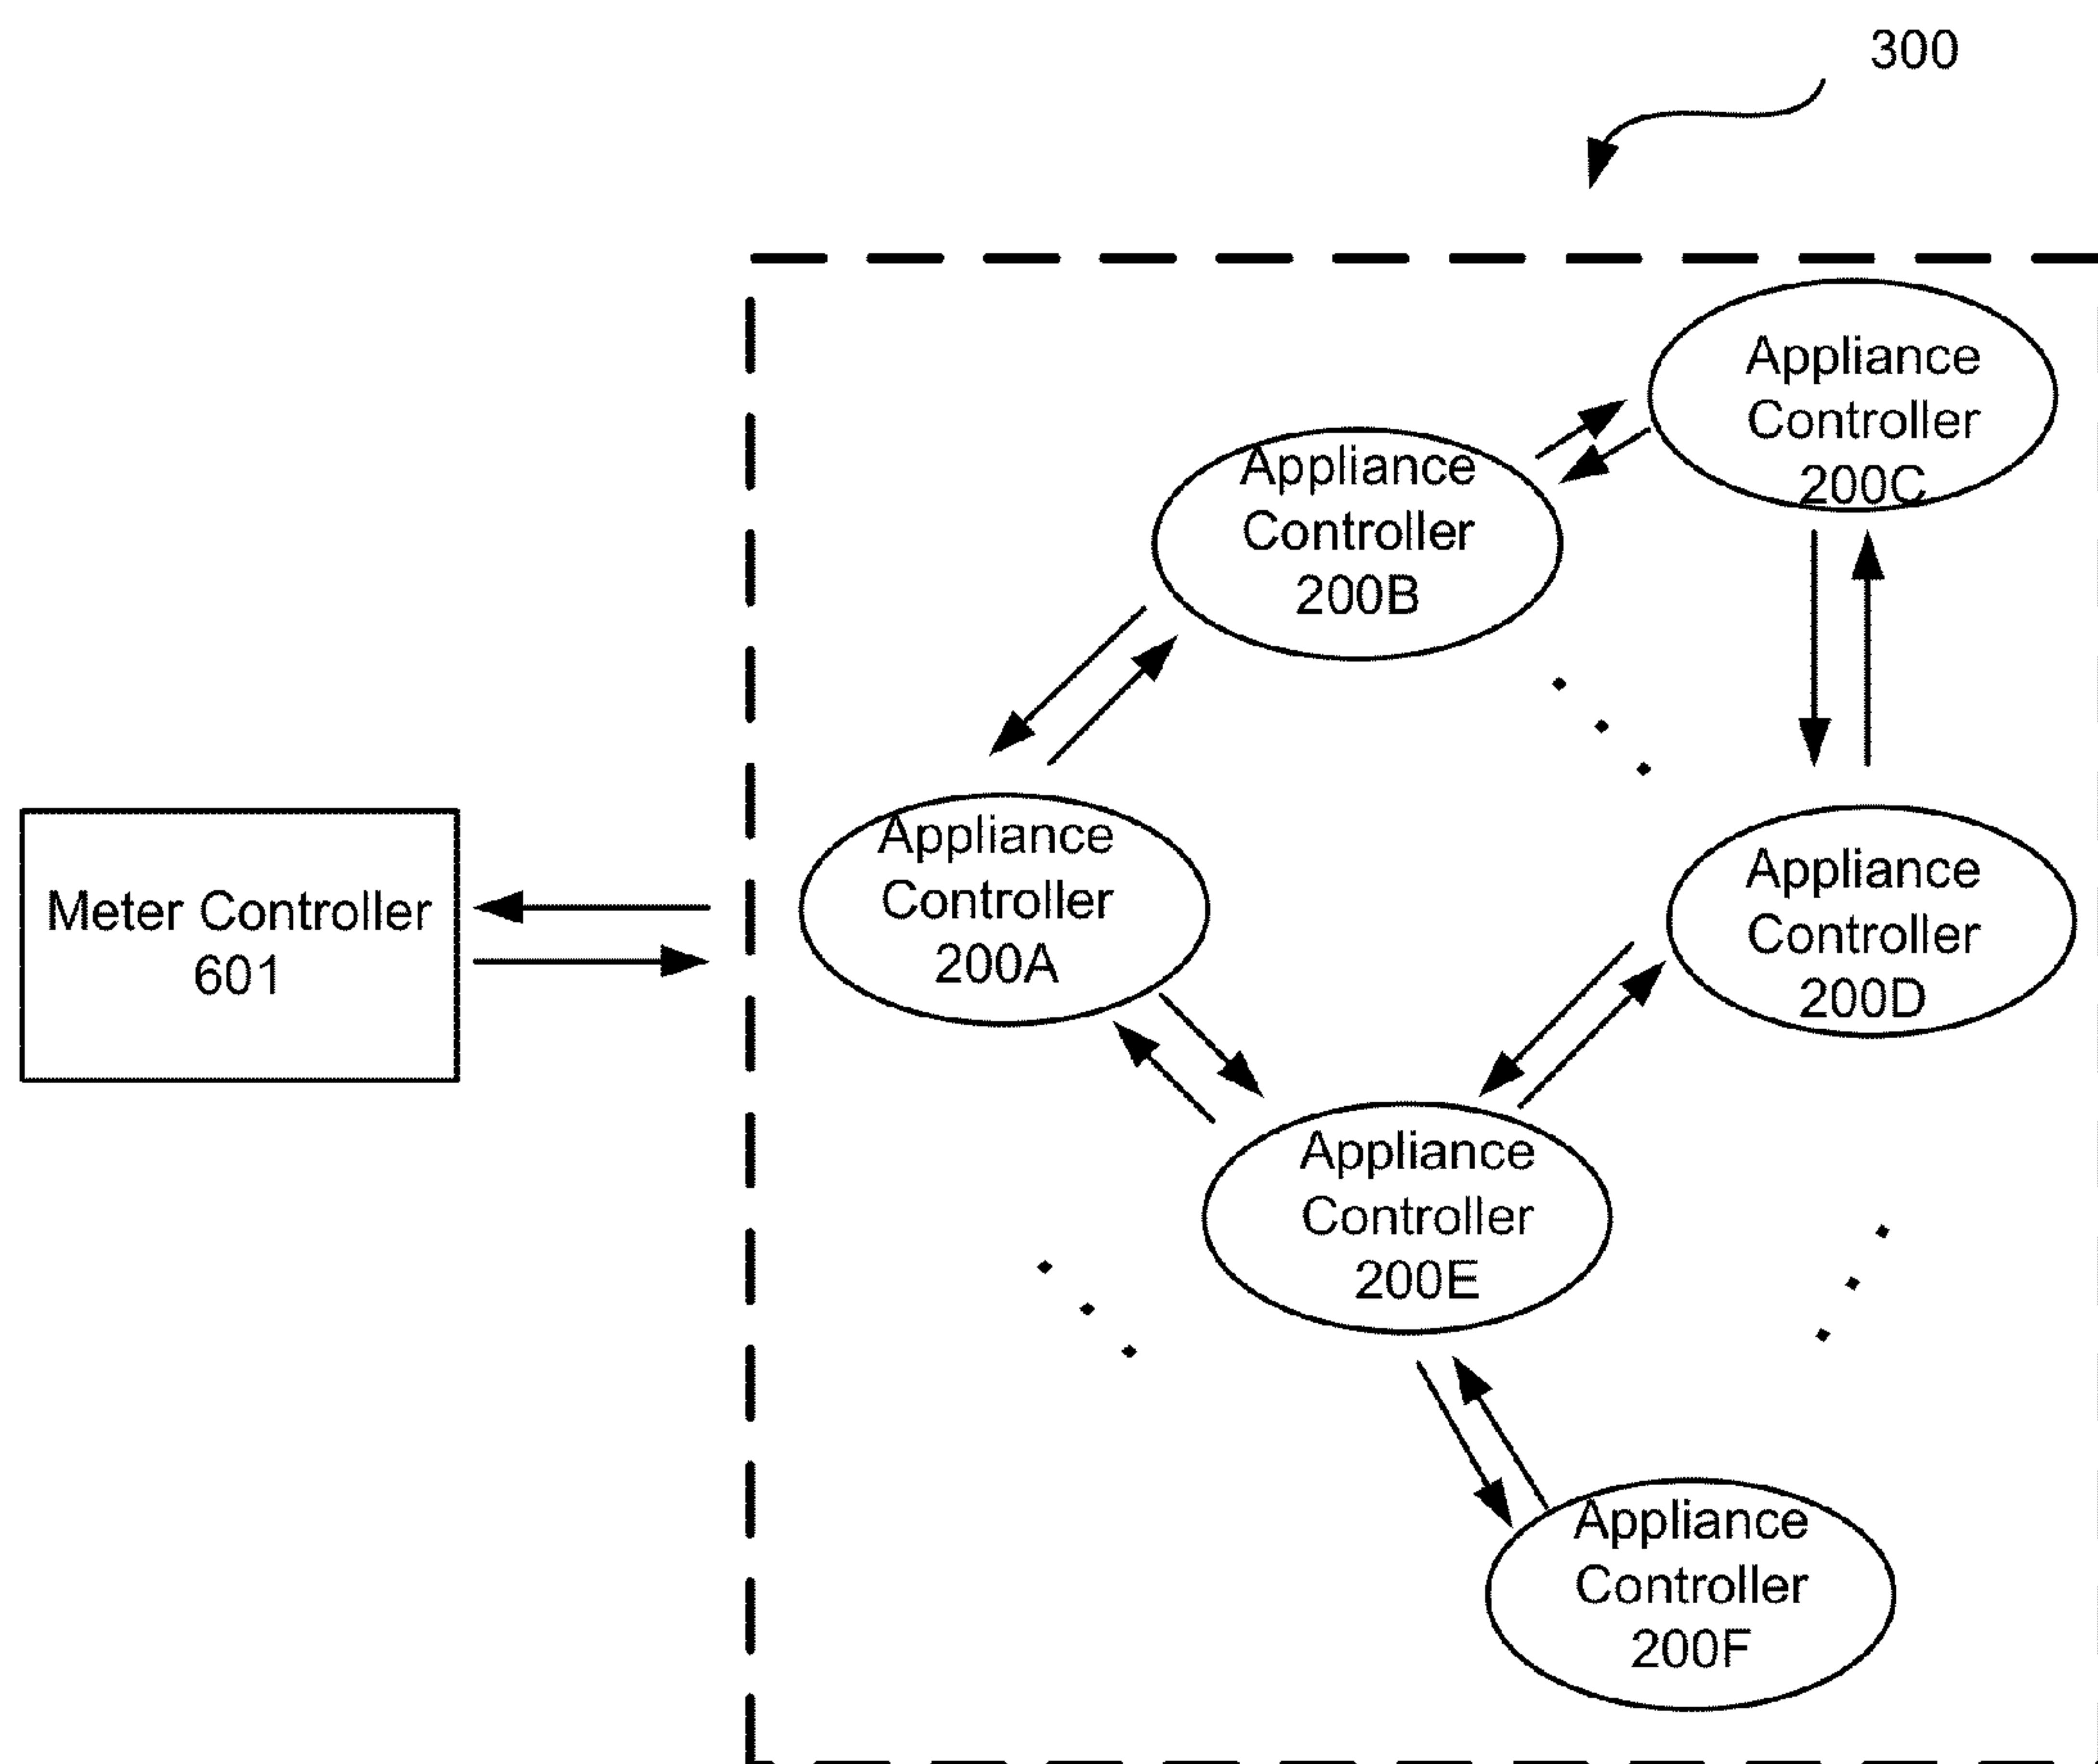 300
Appliance
Controller
200C
Appliance
Controller
200B
Appliance
Controller
200A
Meter Controller
601
Appliance
Controller
200D
Appliance
Controller
200E
Appliance
Controller
200F